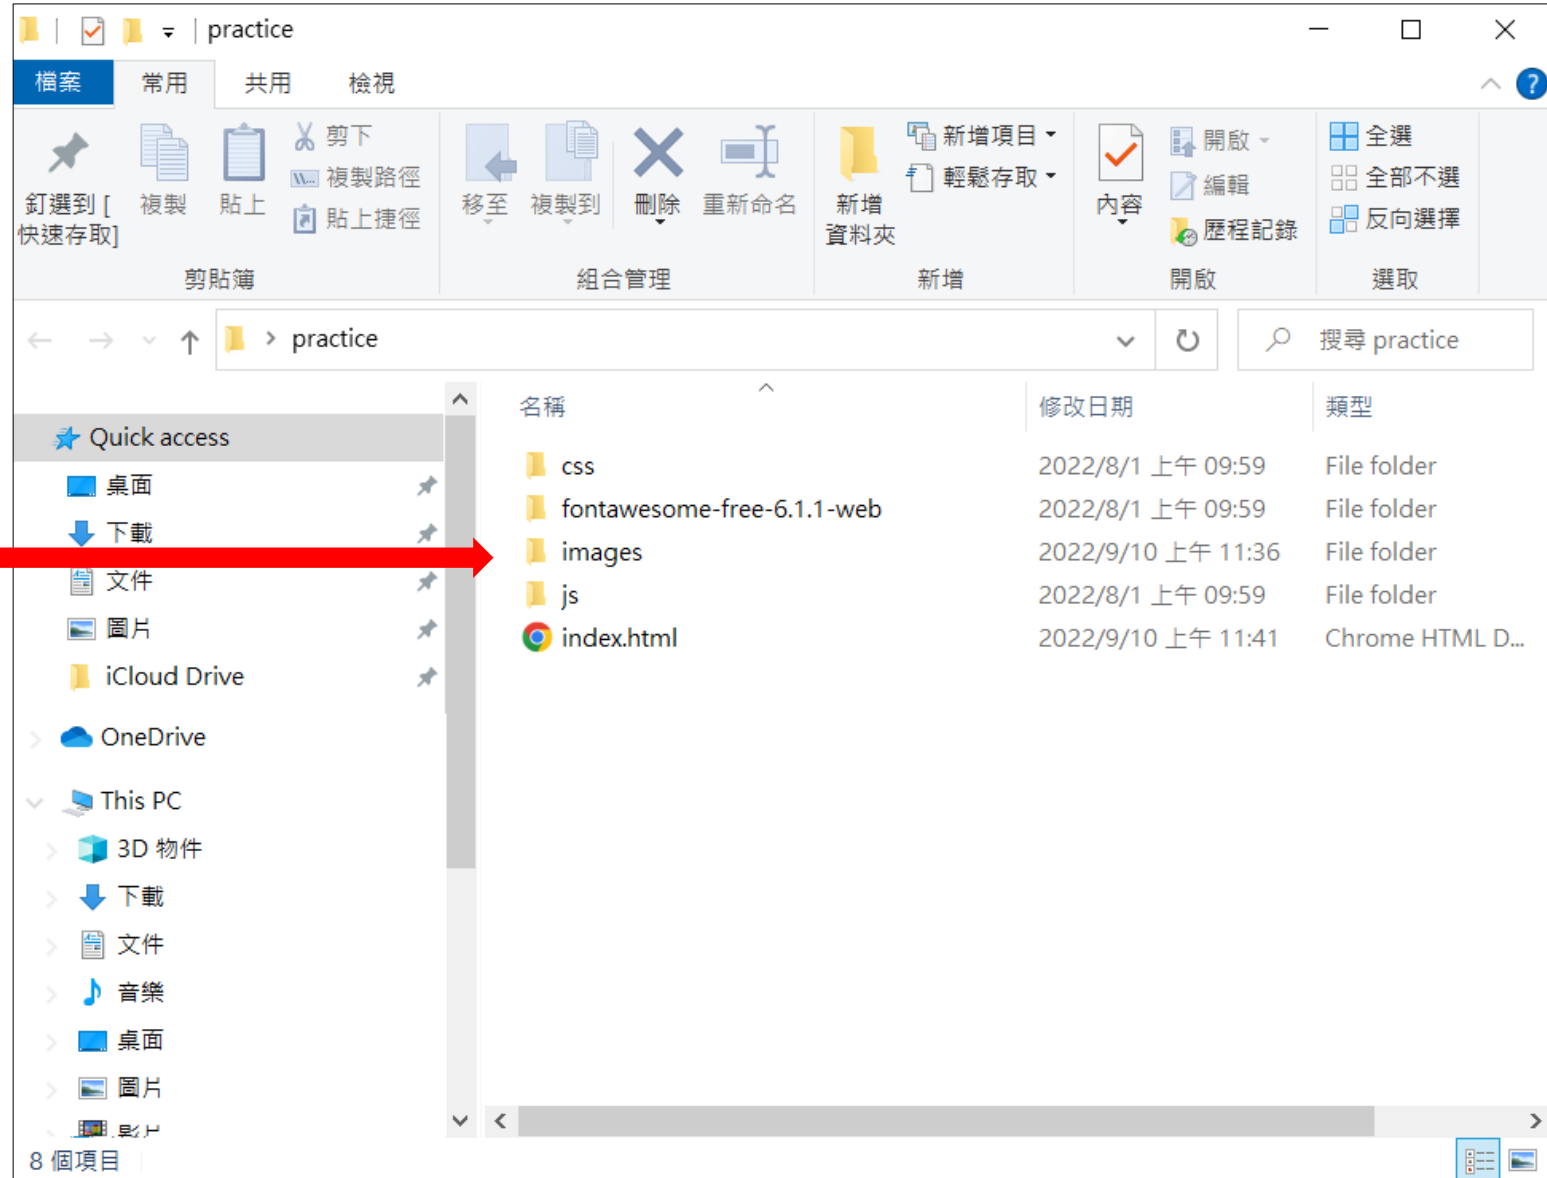 practice
檔案 常用 共用 檢視
釘選到 [
快速存取]
複製
貼上
剪下
複製路徑
貼上捷徑
剪貼簿
移至
複製到
刪除
重新命名
組合管理
新增
資料夾
新增項目
輕鬆存取
新增
內容
開啟
編輯
歷程記錄
開啟
全選
全部不選
反向選擇
選取
practice
搜尋 practice
Quick access
桌面
下載
文件
圖片
iCloud Drive
OneDrive
This PC
3D 物件
下載
文件
音樂
桌面
圖片
影片
名稱 修改日期 類型
css 2022/8/1 上午 09:59 File folder
fontawesome-free-6.1.1-web 2022/8/1 上午 09:59 File folder
images 2022/9/10 上午 11:36 File folder
js 2022/8/1 上午 09:59 File folder
index.html 2022/9/10 上午 11:41 Chrome HTML D...
8 個項目